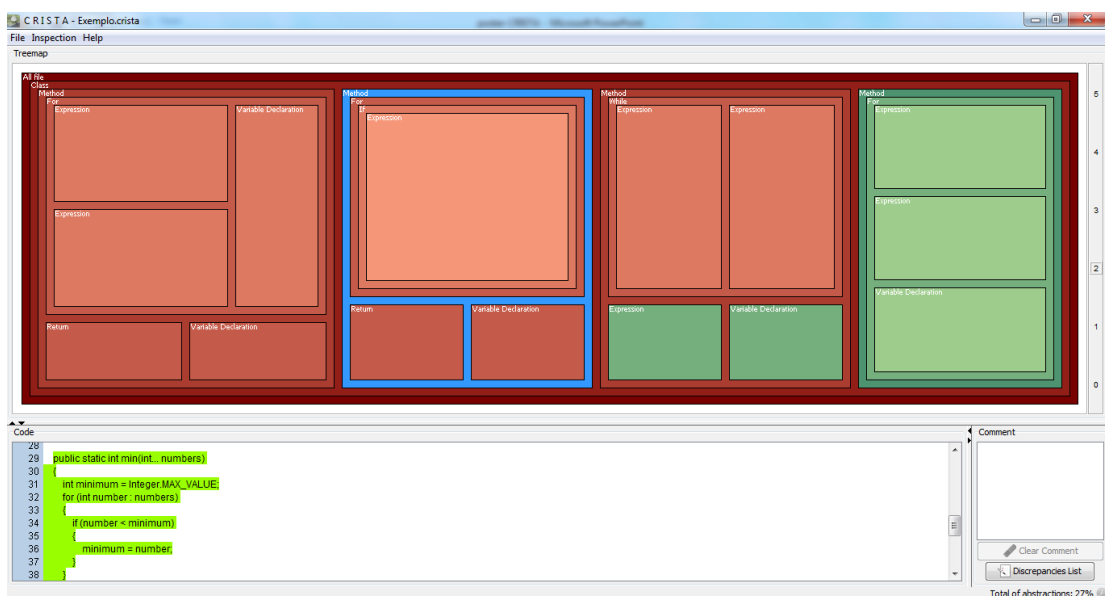 C R I S T A - Exemplo.crista
File Inspection Help
Treemap
All file
Class
Method
For
Expression
Variable Declaration
Expression
Return
Variable Declaration
Method
For
If
Expression
Return
Variable Declaration
Method
While
Expression
Expression
Expression
Variable Declaration
Method
For
Expression
Expression
Variable Declaration
5
4
3
2
1
0
Code
28
29 public static int min(int... numbers)
30 {
31 int minimum = Integer.MAX_VALUE;
32 for (int number : numbers)
33 {
34 if (number < minimum)
35 {
36 minimum = number;
37 }
38 }
Comment
Clear Comment
Discrepancies List
Total of abstractions: 27%